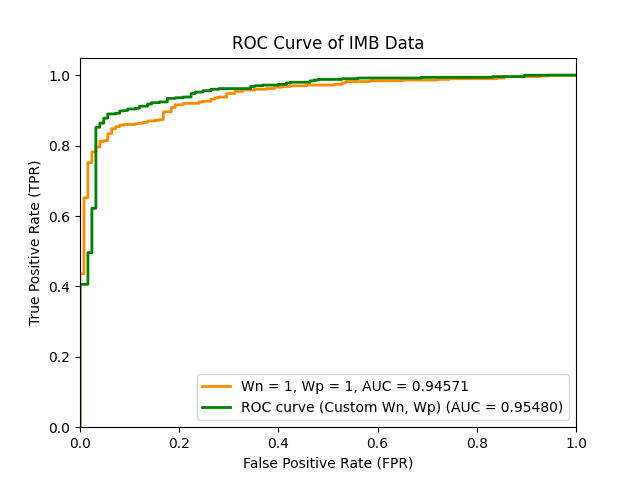 ROC Curve of IMB Data
True Positive Rate (TPR)
1.0
0.8
0.6
0.4
0.2
0.0
Wn = 1, Wp = 1, AUC = 0.94571
ROC curve (Custom Wn, Wp) (AUC = 0.95480)
0.0 0.2 0.4 0.6 0.8 1.0
False Positive Rate (FPR)